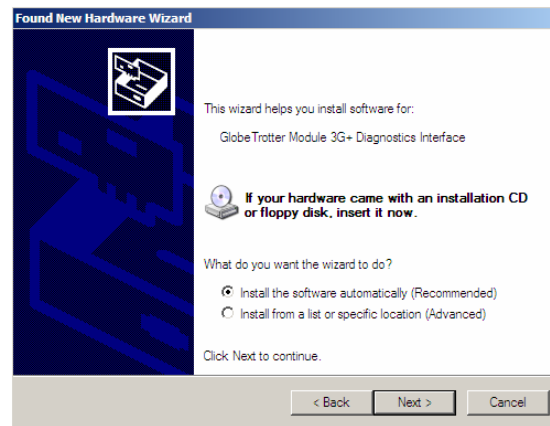 Found New Hardware Wizard
This wizard helps you install software for:
GlobeTrotter Module 3G+ Diagnostics Interface
If your hardware came with an installation CD
or floppy disk, insert it now.
What do you want the wizard to do?
Install the software automatically (Recommended)
Install from a list or specific location (Advanced)
Click Next to continue.
< Back Next > Cancel